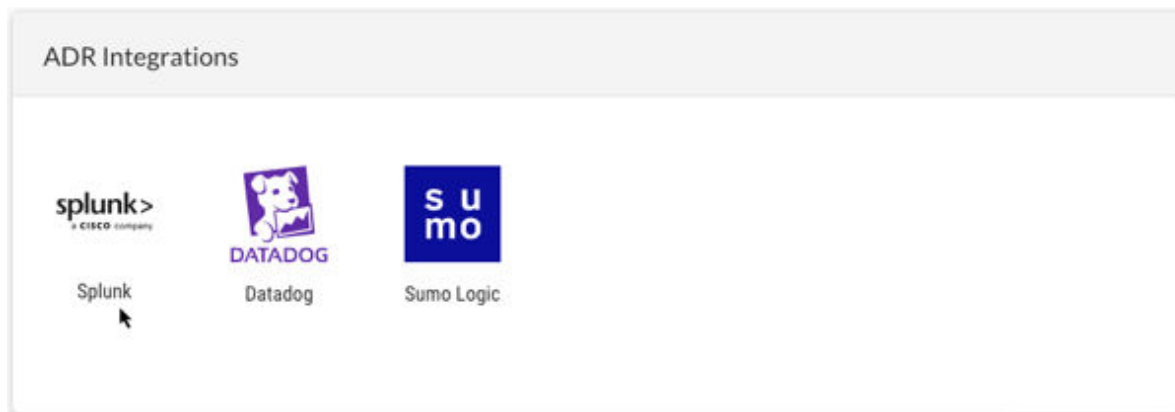 ADR Integrations
splunk>
a CISCO company
DATADOG
s u
mo
Splunk
Datadog
Sumo Logic